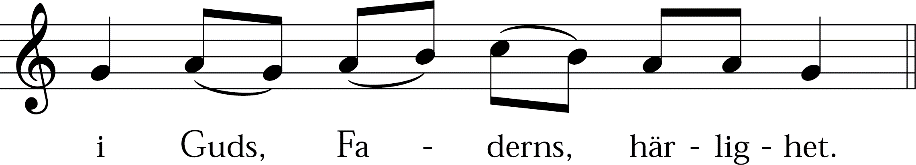 i Guds, Fa - derns, här - lig - het.